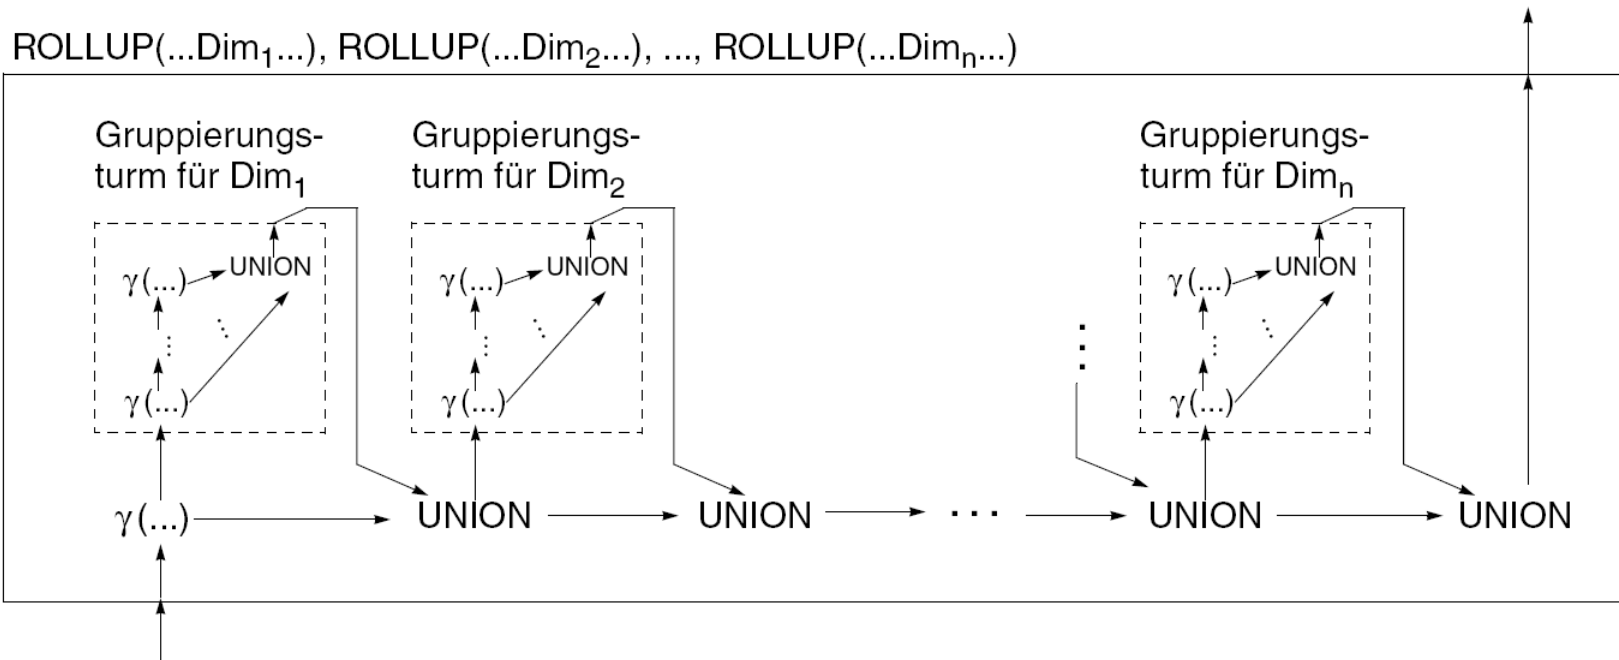 ROLLUP(...Dim₁...), ROLLUP(...Dim₂...), ..., ROLLUP(...Dimₙ...)
Gruppierungs-
turm für Dim₁
Gruppierungs-
turm für Dim₂
Gruppierungs-
turm für Dimₙ
γ(...)
UNION
γ(...)
UNION
γ(...)
UNION
⋮
⋮
⋮
⋮
⋮
⋮
⋮
γ(...)
γ(...)
γ(...)
γ(...)
UNION
UNION
...
UNION
UNION